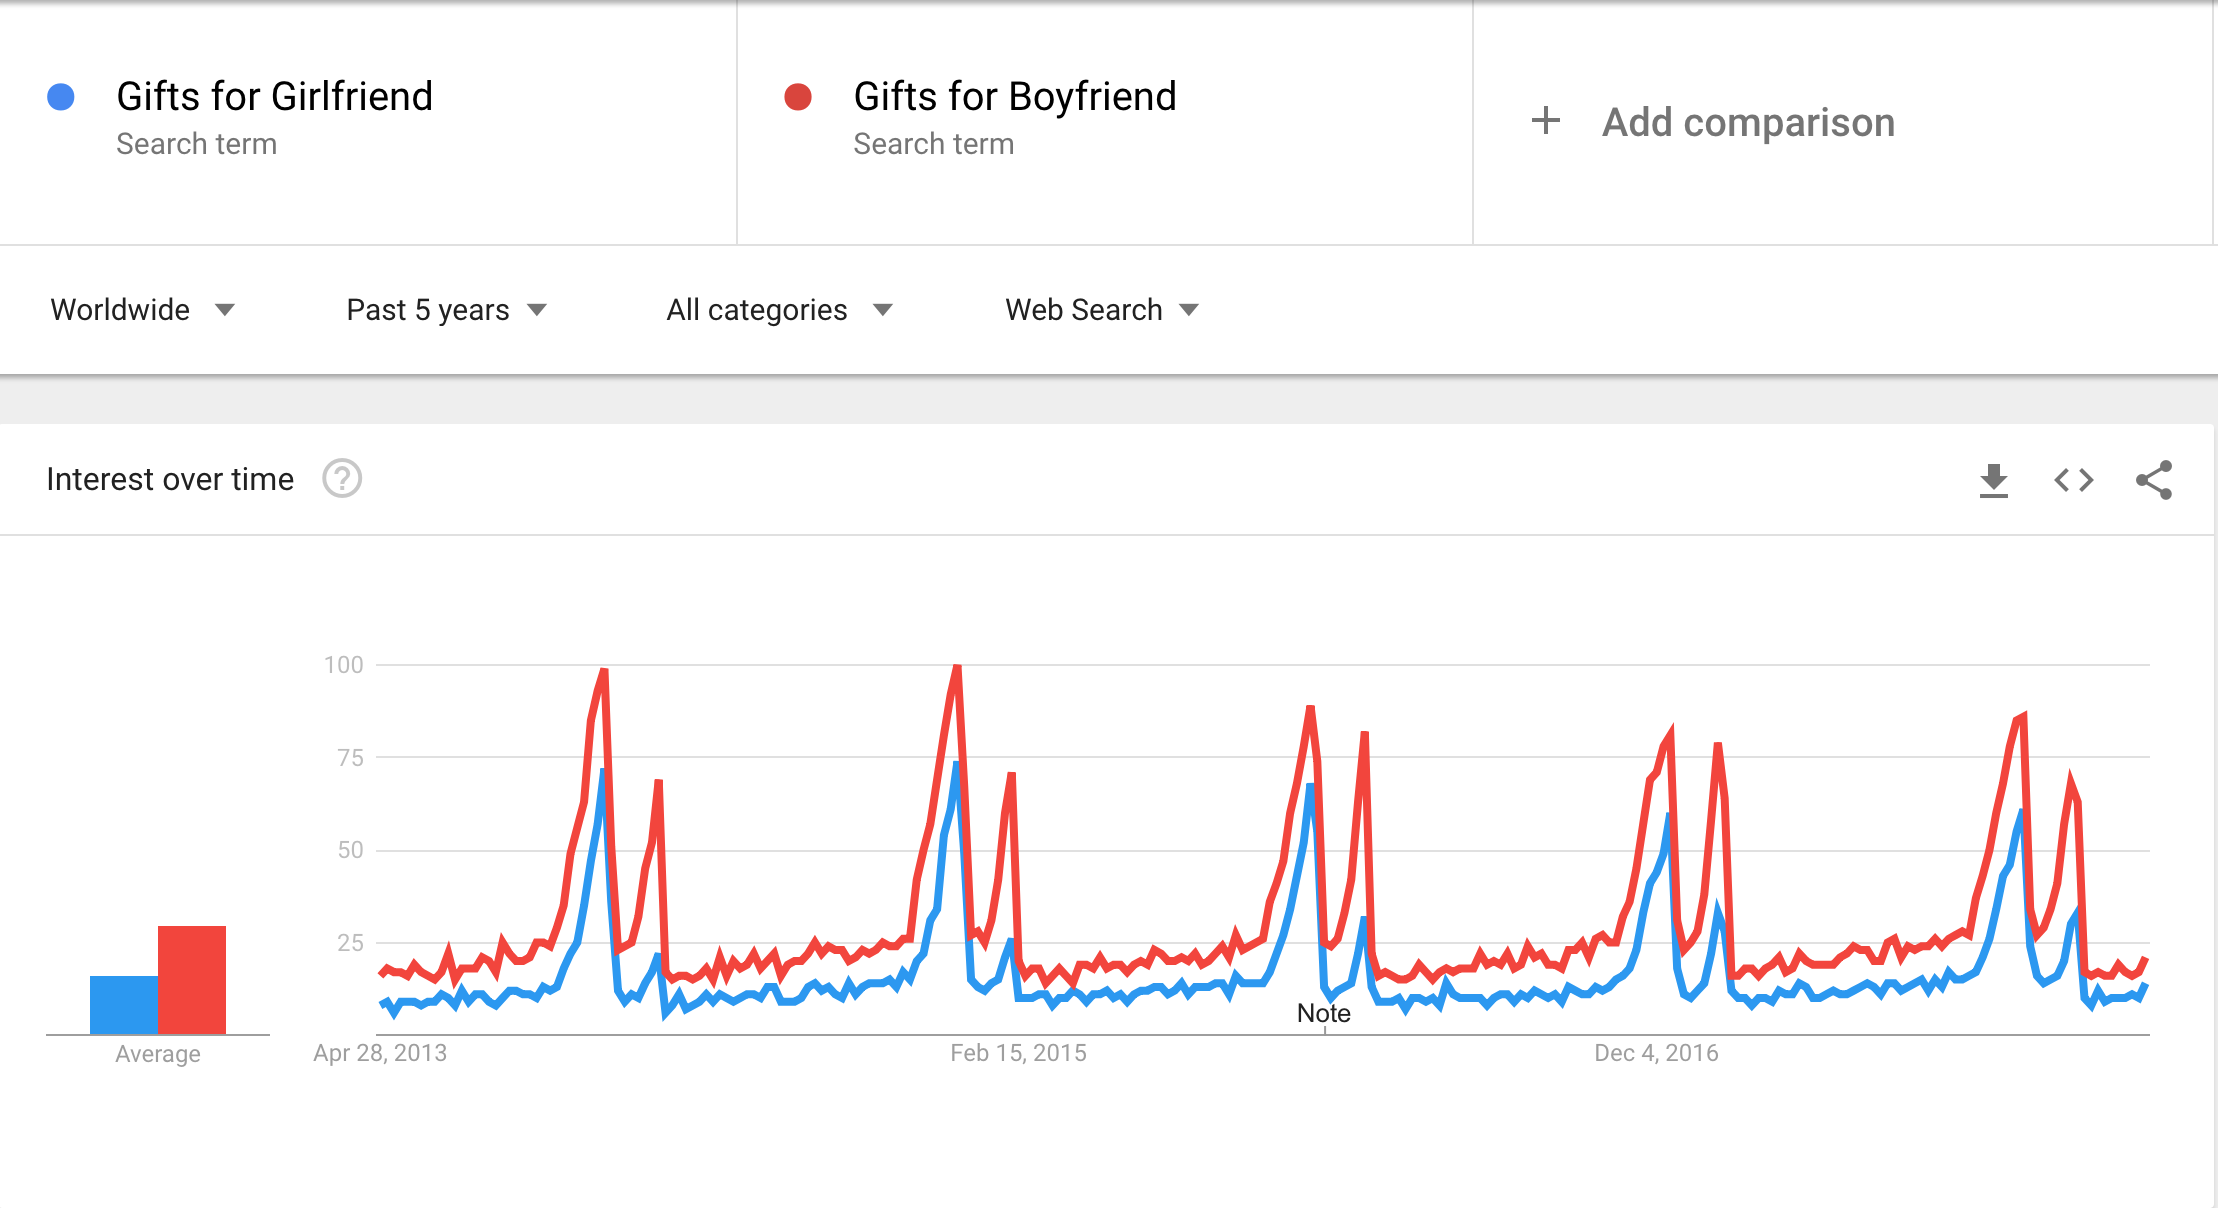 Gifts for Girlfriend
Search term
Gifts for Boyfriend
Search term
+ Add comparison
Worldwide
Past 5 years
All categories
Web Search
Interest over time ?
100
75
50
25
Note
Average
Apr 28, 2013
Feb 15, 2015
Dec 4, 2016